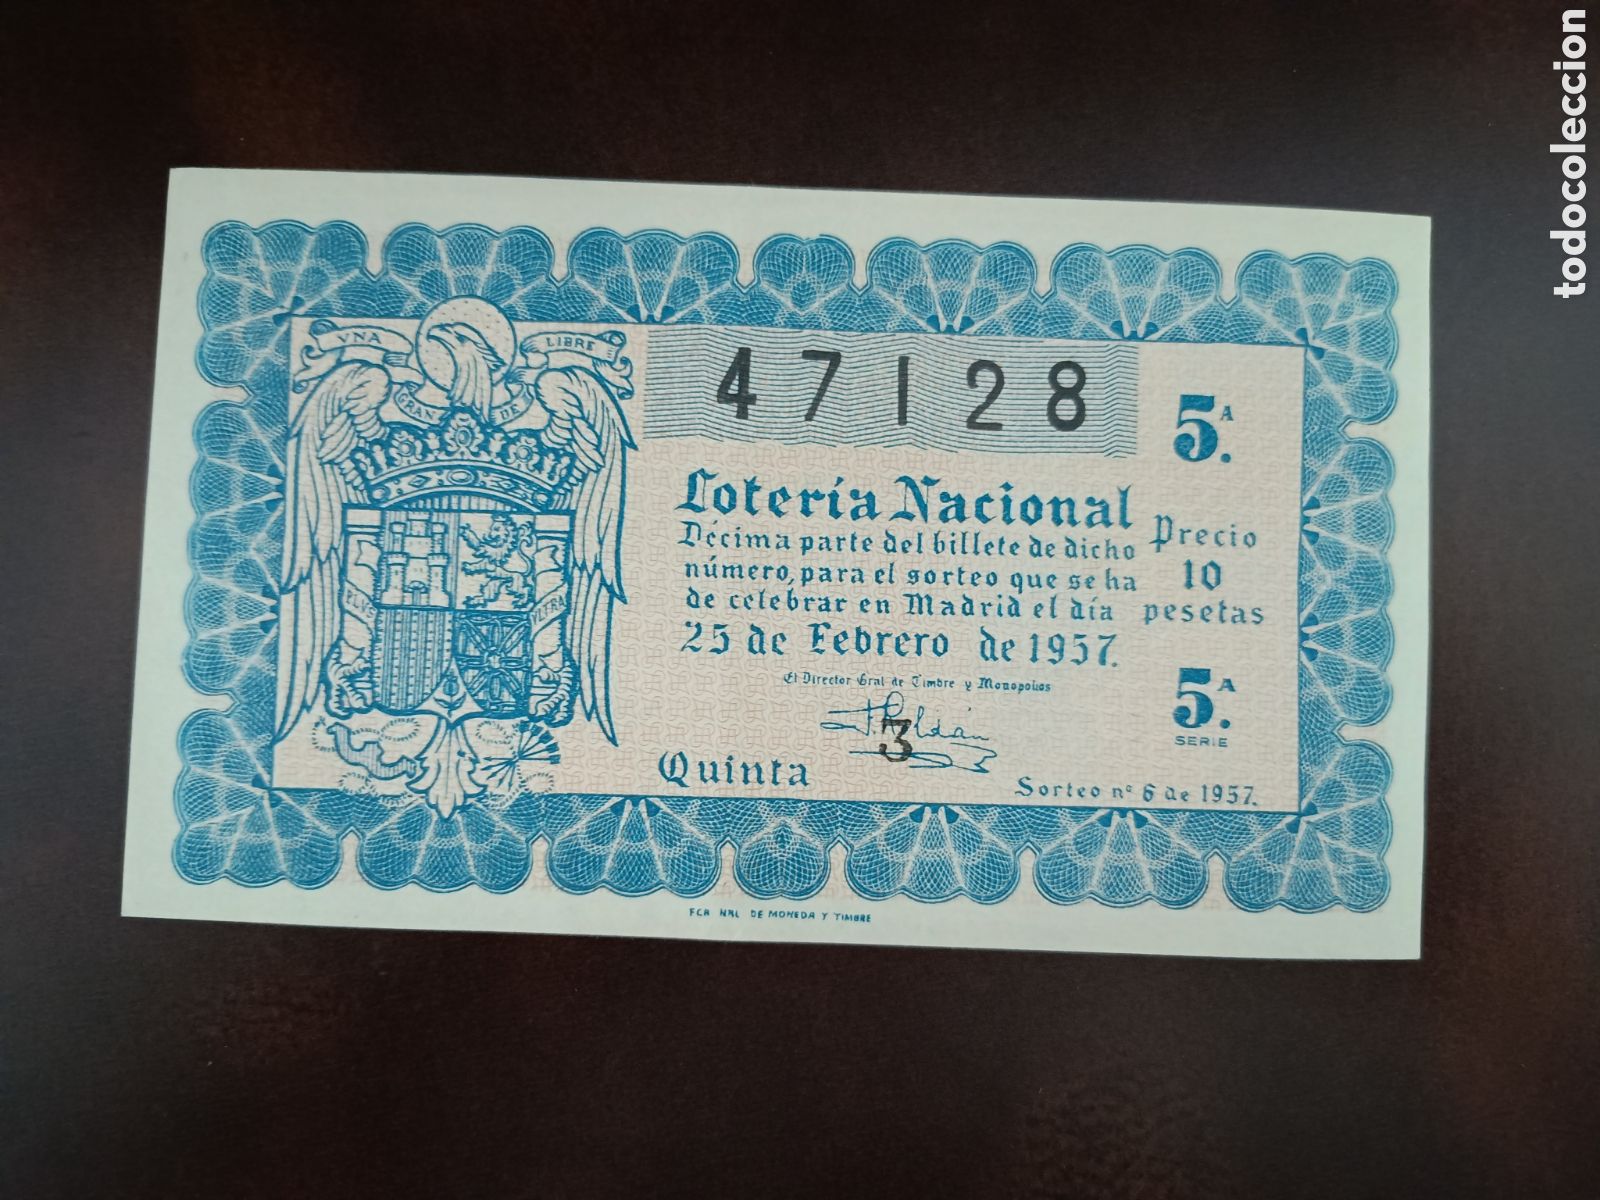 todocoleccion
VNA
LIBRE
GRAN
DE
47128
5.ª
Lotería Nacional
Décima parte del billete de dicho
número, para el sorteo que se ha
de celebrar en Madrid el día
25 de Febrero de 1957.
Precio
10
pesetas
PLVS
VLTRA
El Director Gral de Timbre y Monopolios
3
5.ª
SERIE
Quinta
Sorteo nº 6 de 1957.
FCA NAL DE MONEDA Y TIMBRE